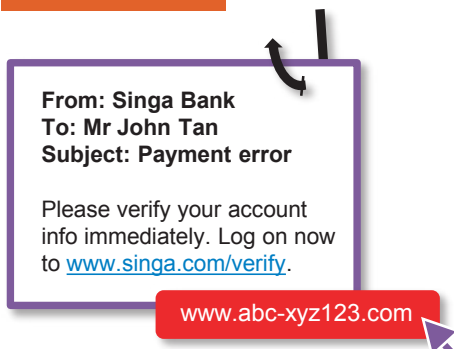 From: Singa Bank
To: Mr John Tan
Subject: Payment error
Please verify your account
info immediately. Log on now
to www.singa.com/verify.
www.abc-xyz123.com